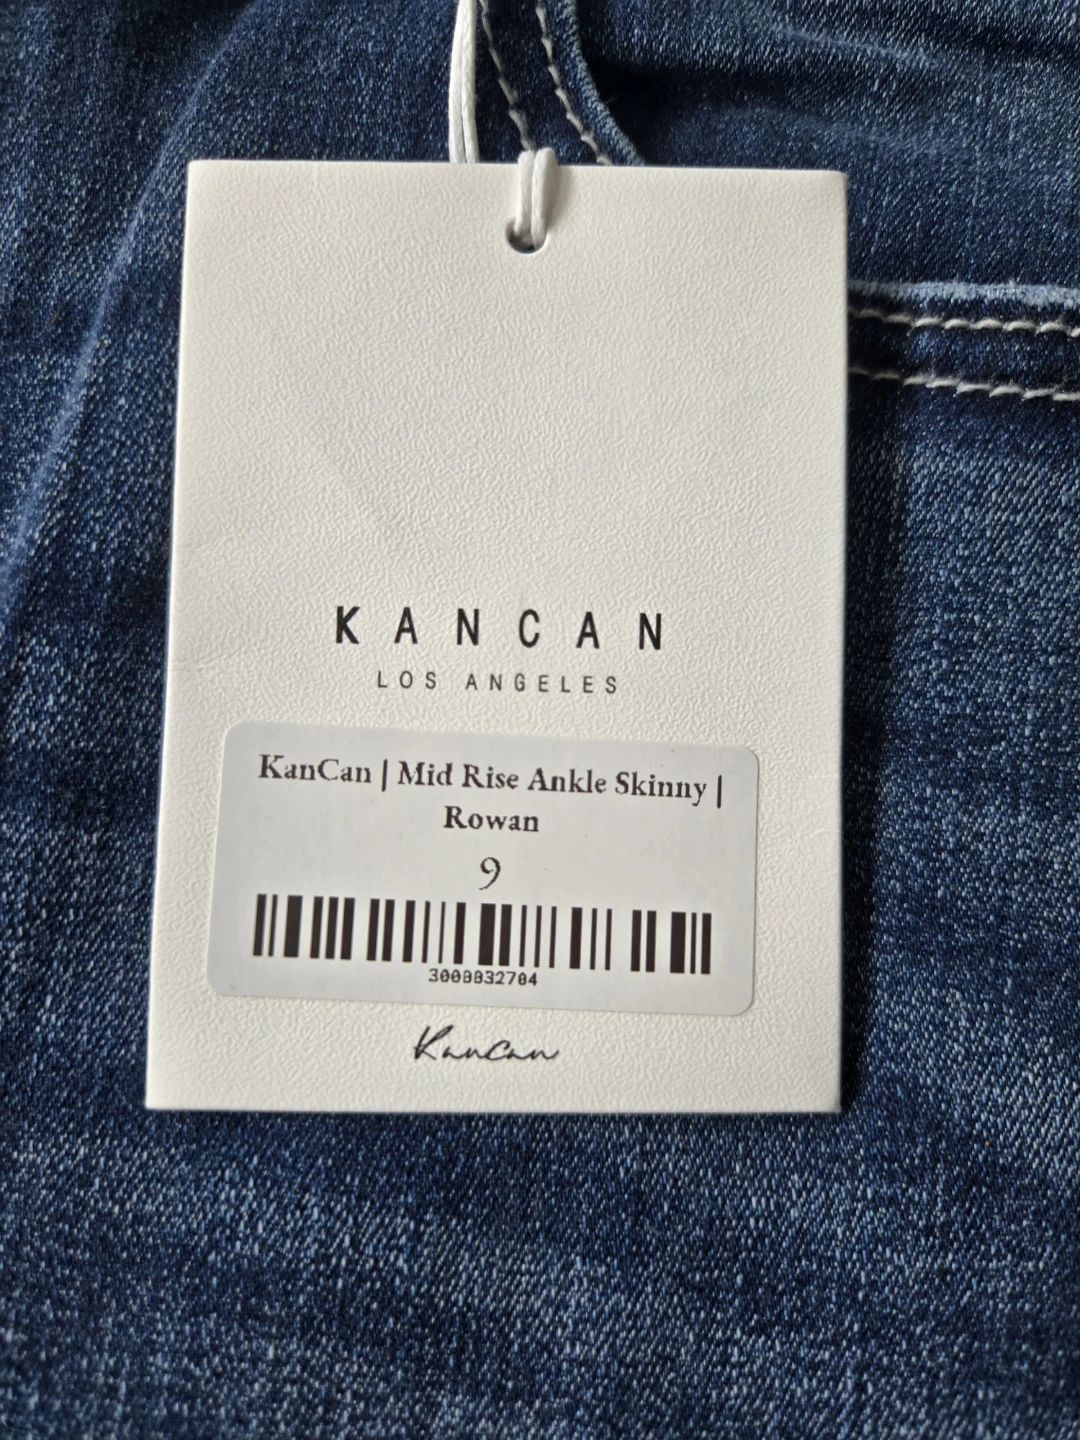 KANCAN
LOS ANGELES
KanCan | Mid Rise Ankle Skinny |
Rowan
9
3000032704
KanCan